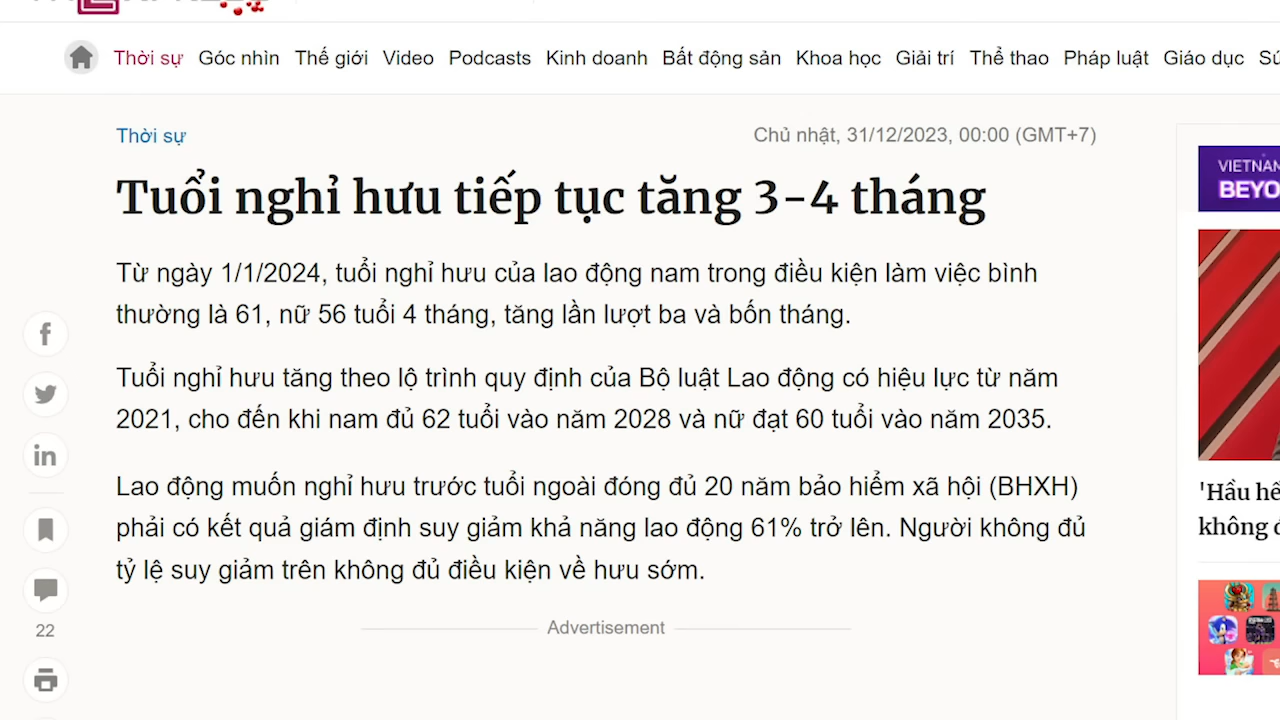 Thời sự Góc nhìn Thế giới Video Podcasts Kinh doanh Bất động sản Khoa học Giải trí Thể thao Pháp luật Giáo dục
Thời sự
Chủ nhật, 31/12/2023, 00:00 (GMT+7)
Tuổi nghỉ hưu tiếp tục tăng 3-4 tháng
Từ ngày 1/1/2024, tuổi nghỉ hưu của lao động nam trong điều kiện làm việc bình
thường là 61, nữ 56 tuổi 4 tháng, tăng lần lượt ba và bốn tháng.
Tuổi nghỉ hưu tăng theo lộ trình quy định của Bộ luật Lao động có hiệu lực từ năm
2021, cho đến khi nam đủ 62 tuổi vào năm 2028 và nữ đạt 60 tuổi vào năm 2035.
Lao động muốn nghỉ hưu trước tuổi ngoài đóng đủ 20 năm bảo hiểm xã hội (BHXH)
phải có kết quả giám định suy giảm khả năng lao động 61% trở lên. Người không đủ
tỷ lệ suy giảm trên không đủ điều kiện về hưu sớm.
Advertisement
22
VIETNAM
BEYO
'Hầu hế
không